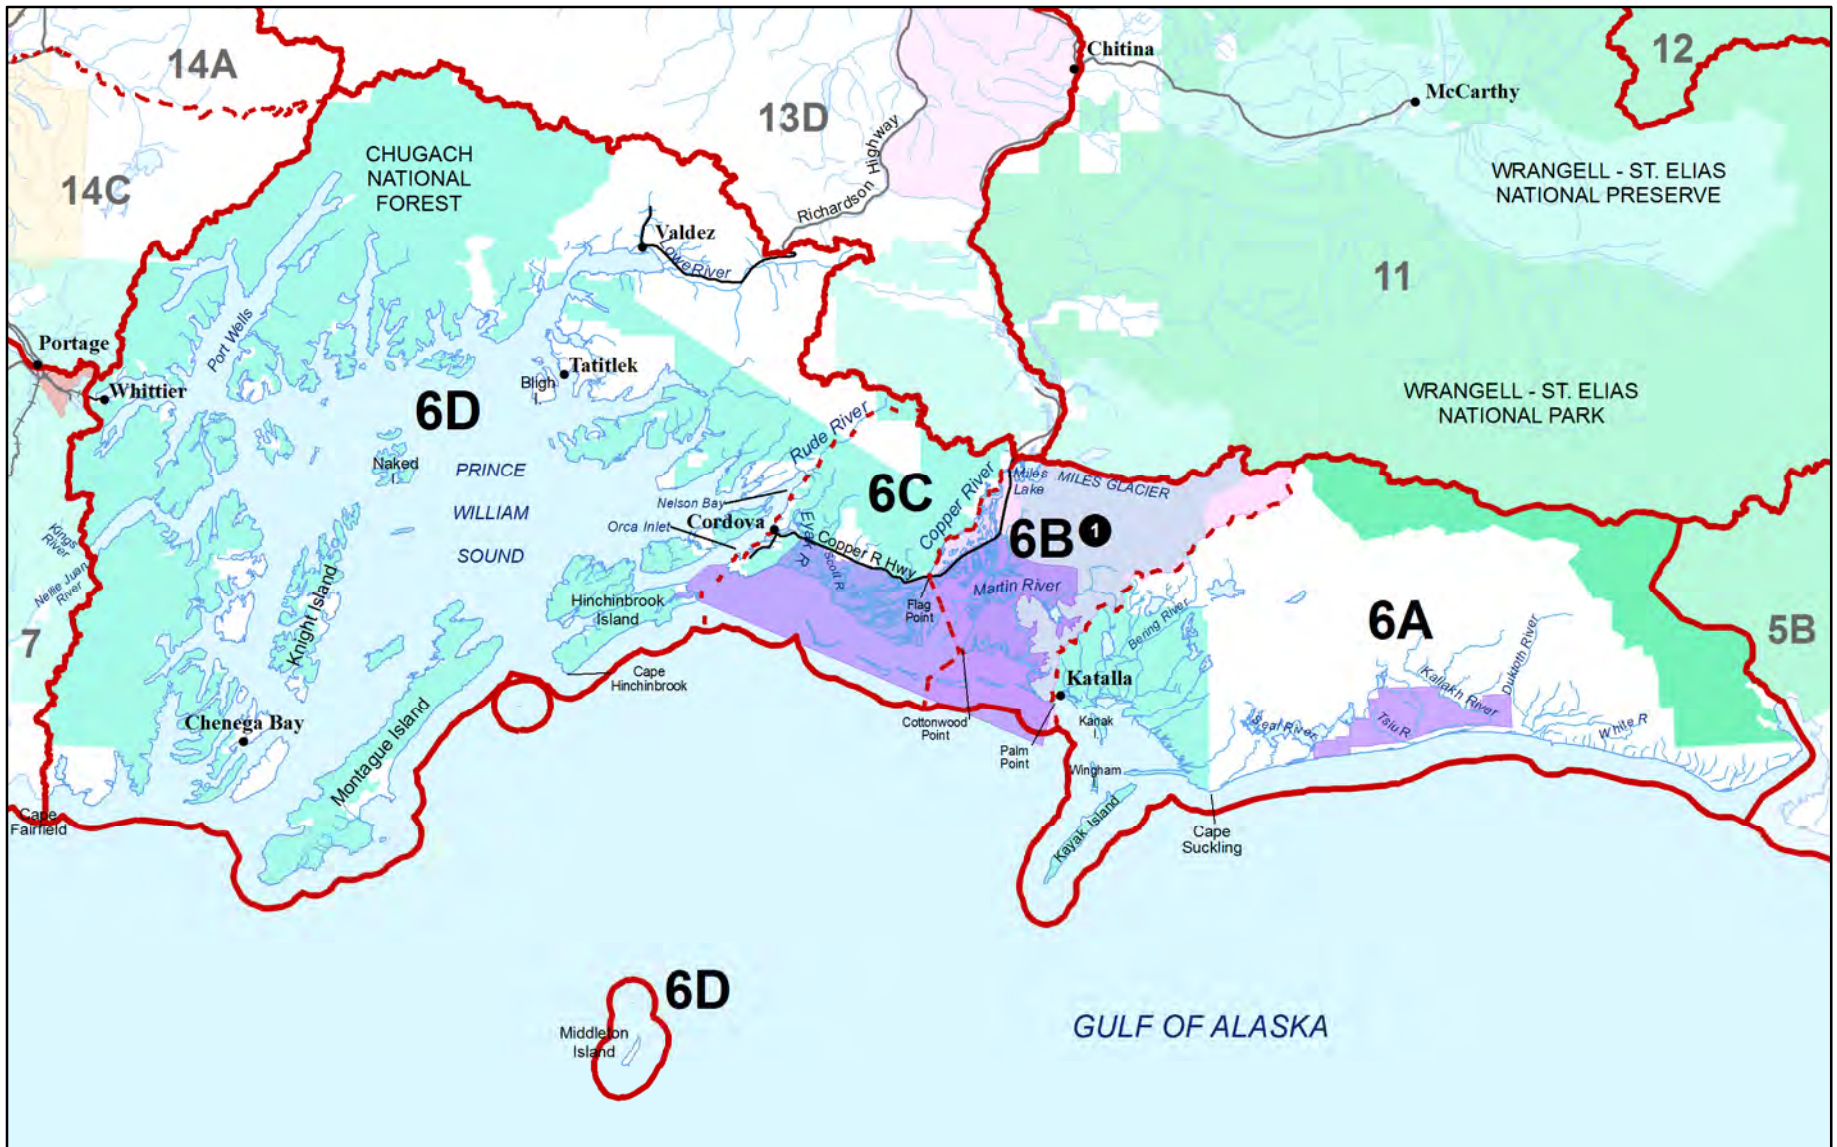 14A
12
Chitina
McCarthy
13D
Richardson Highway
CHUGACH
NATIONAL
FOREST
14C
WRANGELL - ST. ELIAS
NATIONAL PRESERVE
Valdez
Lowe River
11
Port Wells
Portage
Whittier
Tatitlek
Bligh
I.
6D
WRANGELL - ST. ELIAS
NATIONAL PARK
Rude River
Naked
I.
PRINCE
WILLIAM
SOUND
6C
Copper River
Miles
Lake
MILES GLACIER
Nelson Bay
Orca Inlet
Cordova
Eyak R
Scott R
Copper R Hwy
6B
1
Kings
River
Nellie Juan
River
Knight Island
Hinchinbrook
Island
Flag
Point
Martin River
Bering River
6A
Duktoth River
7
5B
Cape
Hinchinbrook
Katalla
Kaliakh River
Chenega Bay
Montague Island
Cottonwood
Point
Palm
Point
Kanak
I.
Seal River
Tsiu R
White R
Wingham
I.
Kayak Island
Cape
Suckling
Cape
Fairfield
6D
Middleton
Island
GULF OF ALASKA